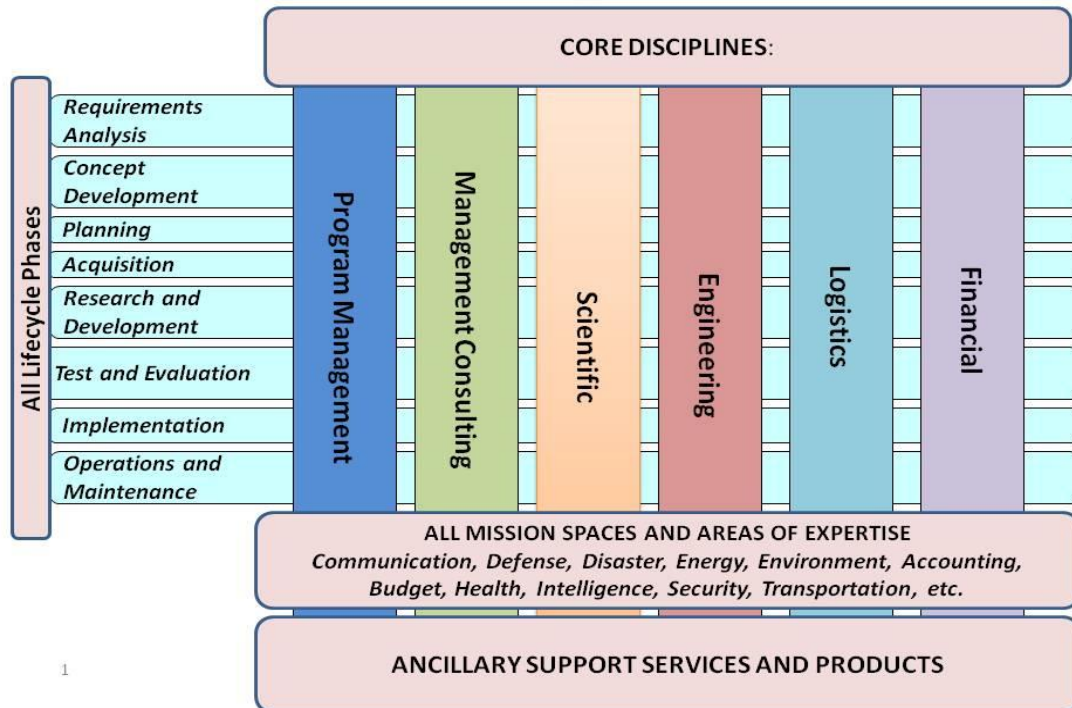 CORE DISCIPLINES:
All Lifecycle Phases
Requirements
Analysis
Concept
Development
Planning
Acquisition
Research and
Development
Test and Evaluation
Implementation
Operations and
Maintenance
Program Management
Management Consulting
Scientific
Engineering
Logistics
Financial
ALL MISSION SPACES AND AREAS OF EXPERTISE
Communication, Defense, Disaster, Energy, Environment, Accounting,
Budget, Health, Intelligence, Security, Transportation, etc.
ANCILLARY SUPPORT SERVICES AND PRODUCTS
1